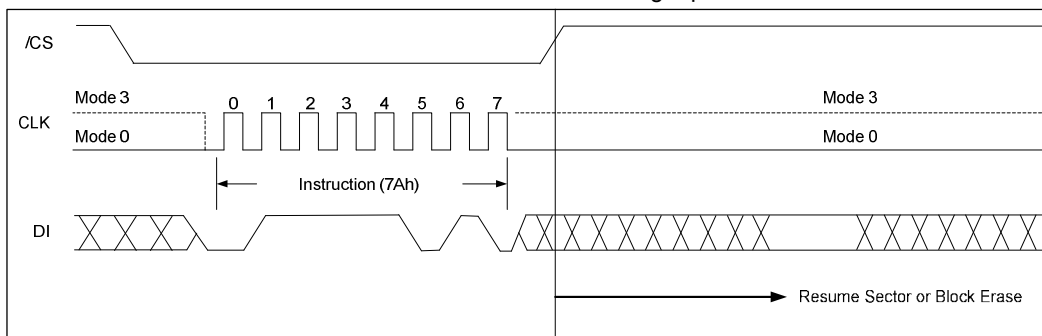 /CS
Mode 3
0 1 2 3 4 5 6 7
Mode 3
CLK
Mode 0
Mode 0
Instruction (7Ah)
DI
Resume Sector or Block Erase